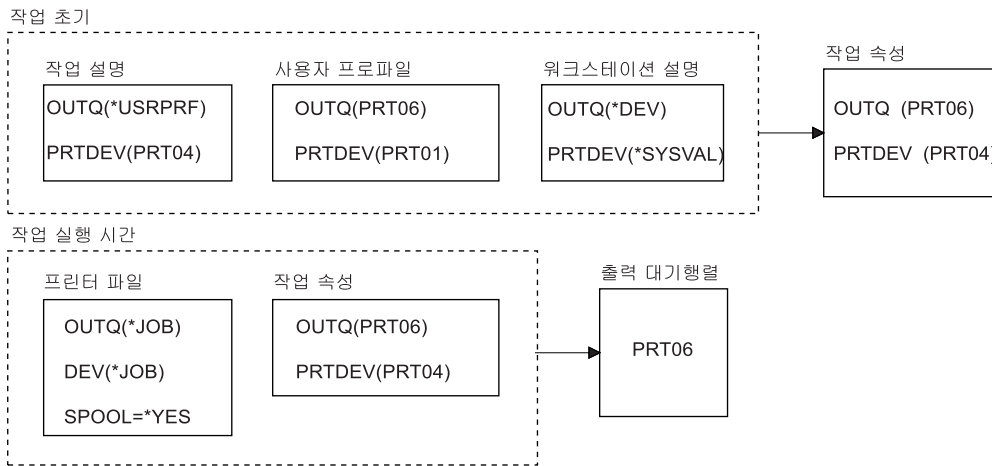 작업 초기
작업 설명
OUTQ(*USRPRF)
PRTDEV(PRT04)
사용자 프로파일
OUTQ(PRT06)
PRTDEV(PRT01)
워크스테이션 설명
OUTQ(*DEV)
PRTDEV(*SYSVAL)
작업 속성
OUTQ (PRT06)
PRTDEV (PRT04)
작업 실행 시간
프린터 파일
OUTQ(*JOB)
DEV(*JOB)
SPOOL=*YES
작업 속성
OUTQ(PRT06)
PRTDEV(PRT04)
출력 대기행렬
PRT06